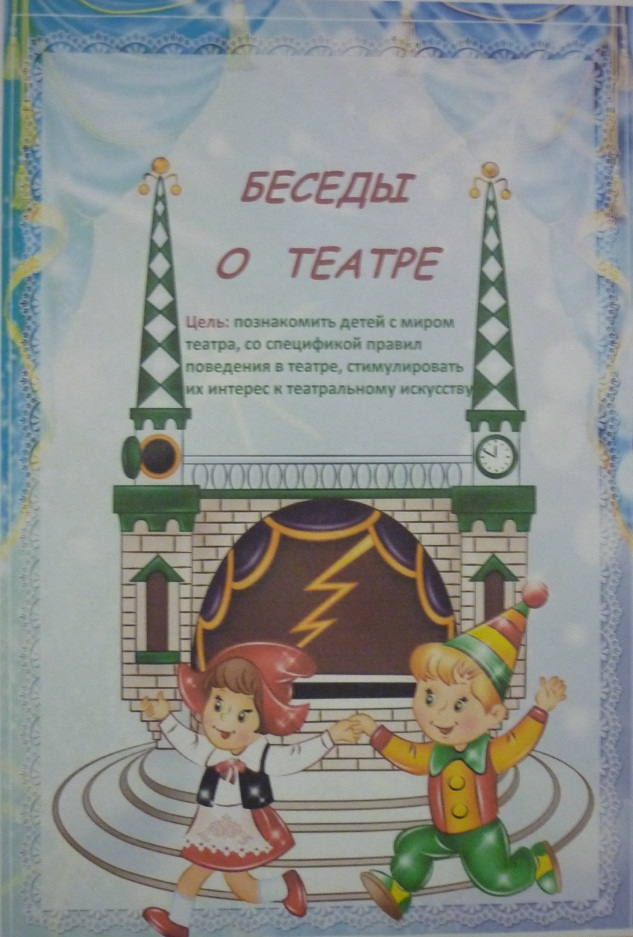 БЕСЕДЫ
О ТЕАТРЕ
Цель: познакомить детей с миром
театра, со спецификой правил
поведения в театре, стимулировать
их интерес к театральному искусству